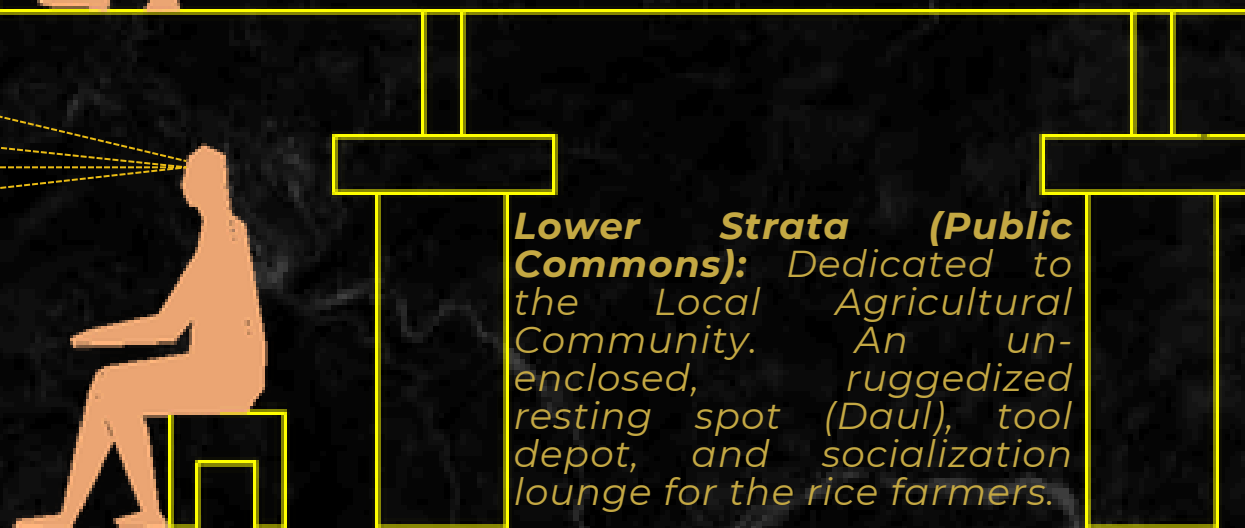 Lower Strata (Public
Commons): Dedicated to
the Local Agricultural
Community. An un-
enclosed, ruggedized
resting spot (Daul), tool
depot, and socialization
lounge for the rice farmers.